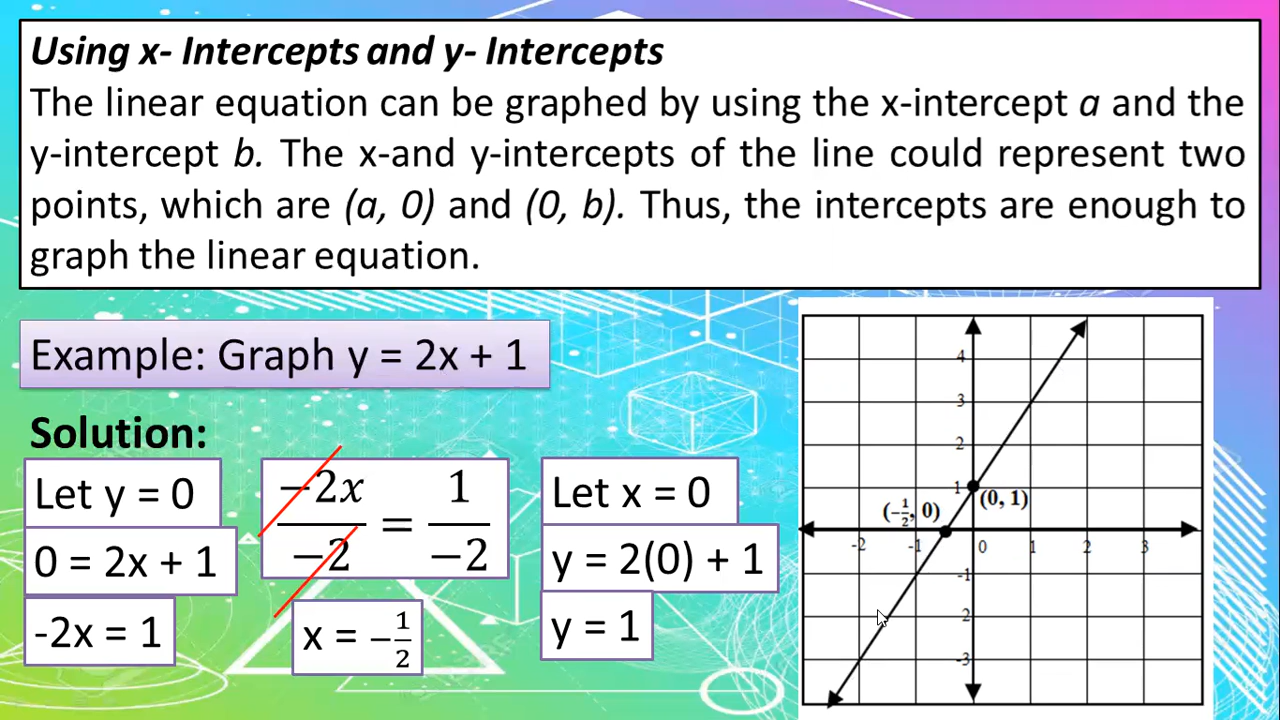 Using x- Intercepts and y- Intercepts
The linear equation can be graphed by using the x-intercept a and the
y-intercept b. The x-and y-intercepts of the line could represent two
points, which are (a, 0) and (0, b). Thus, the intercepts are enough to
graph the linear equation.
Example: Graph y = 2x + 1
Solution:
Let y = 0
0 = 2x + 1
-2x = 1
−2x/−2 = 1/−2
x = −1/2
Let x = 0
y = 2(0) + 1
y = 1
4
3
2
1
(0, 1)
(-1/2, 0)
-2 -1 0 1 2 3
-1
2
-3